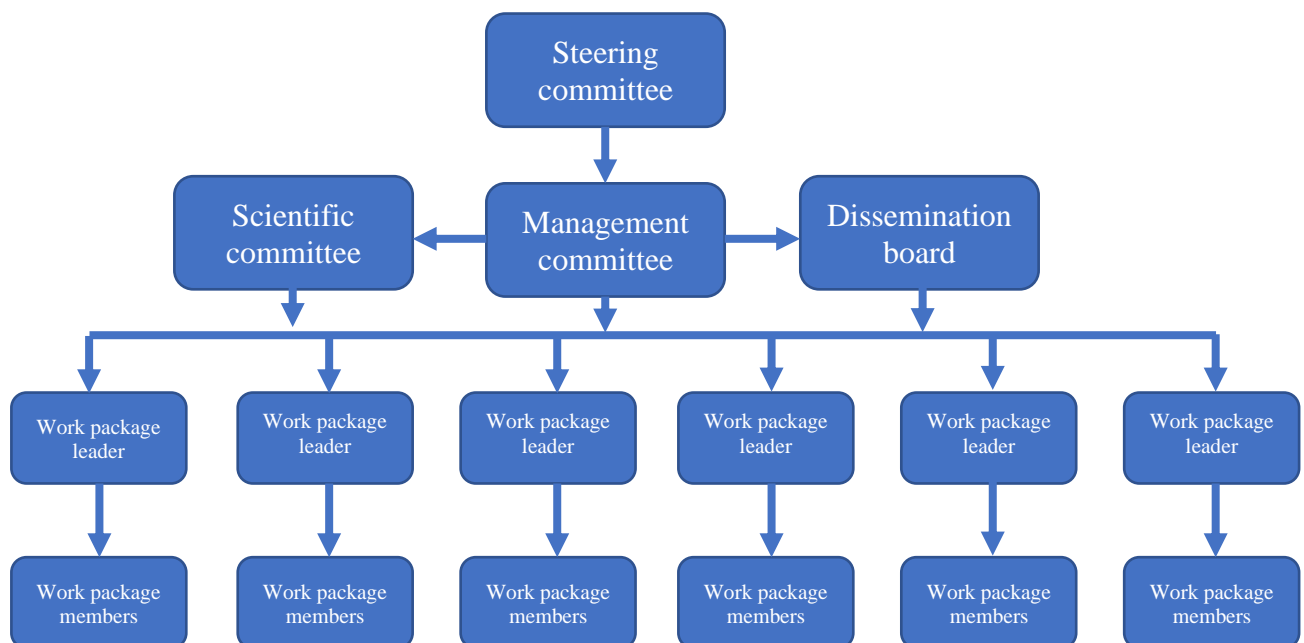 Steering
committee
Scientific
committee
Management
committee
Dissemination
board
Work package
leader
Work package
leader
Work package
leader
Work package
leader
Work package
leader
Work package
leader
Work package
members
Work package
members
Work package
members
Work package
members
Work package
members
Work package
members